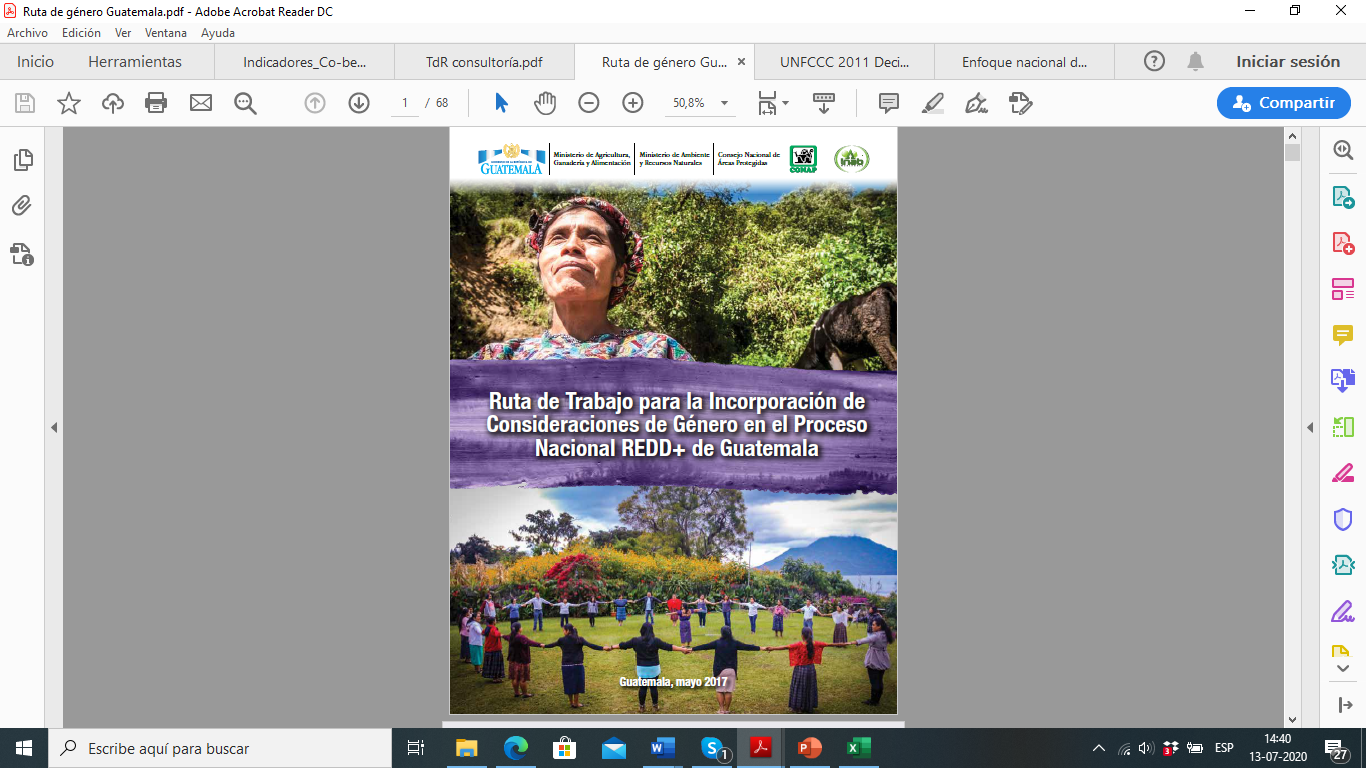 Ruta de género Guatemala.pdf - Adobe Acrobat Reader DC
Archivo Edición Ver Ventana Ayuda
Inicio Herramientas Indicadores_Co-be... TdR consultoría.pdf Ruta de género Gu... × UNFCCC 2011 Deci... Enfoque nacional d... Iniciar sesión
1 / 68 50,8% Compartir
GUATEMALA
Ministerio de Agricultura,
Ganadería y Alimentación
Ministerio de Ambiente
y Recursos Naturales
Consejo Nacional de
Áreas Protegidas
CONAP
inab
Ruta de Trabajo para la Incorporación de
Consideraciones de Género en el Proceso
Nacional REDD+ de Guatemala
Guatemala, mayo 2017
Escribe aquí para buscar
1
3
ESP
14:40
13-07-2020
27